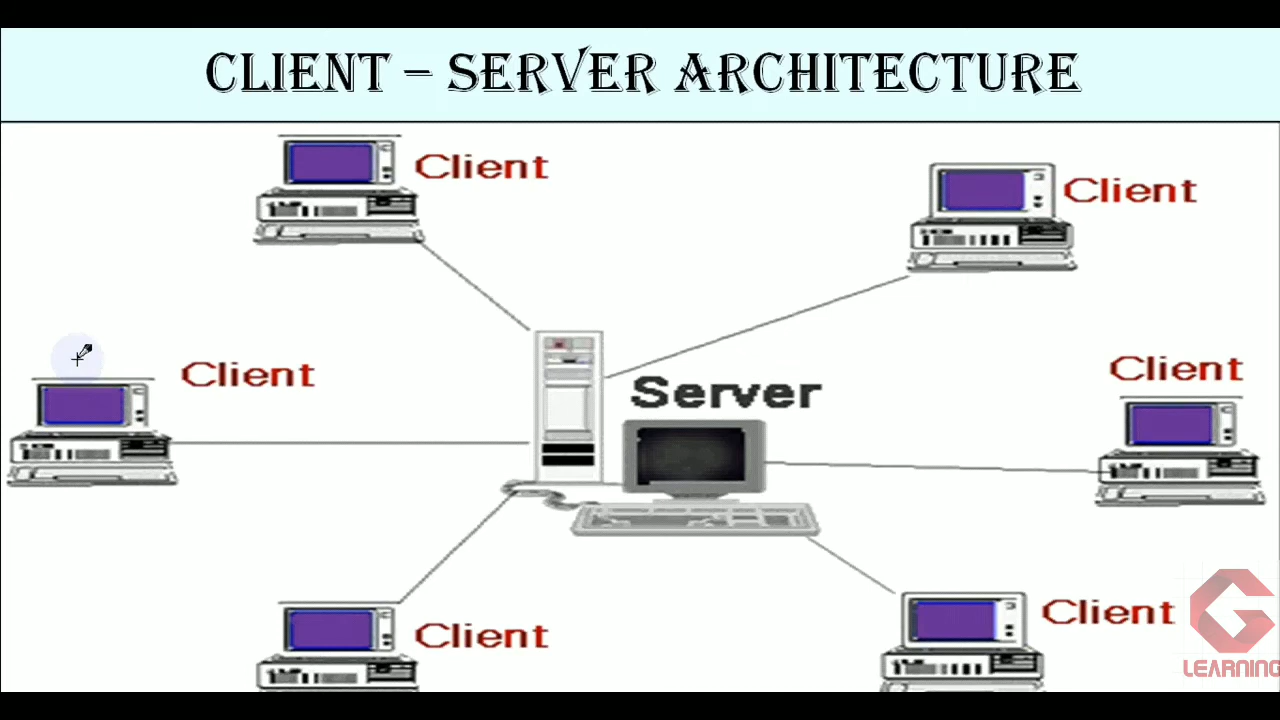 CLIENT – SERVER ARCHITECTURE
Client
Client
Client
Client
Server
Client
Client
G
LEARNING